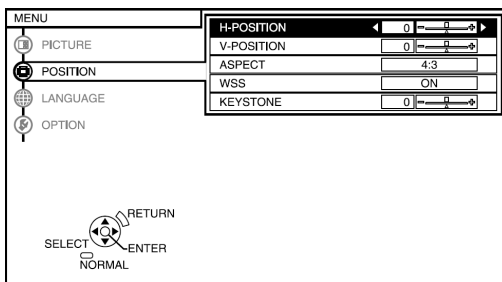 MENU
PICTURE
POSITION
LANGUAGE
OPTION
H-POSITION 0
V-POSITION 0
ASPECT 4:3
WSS ON
KEYSTONE 0
RETURN
SELECT
ENTER
NORMAL